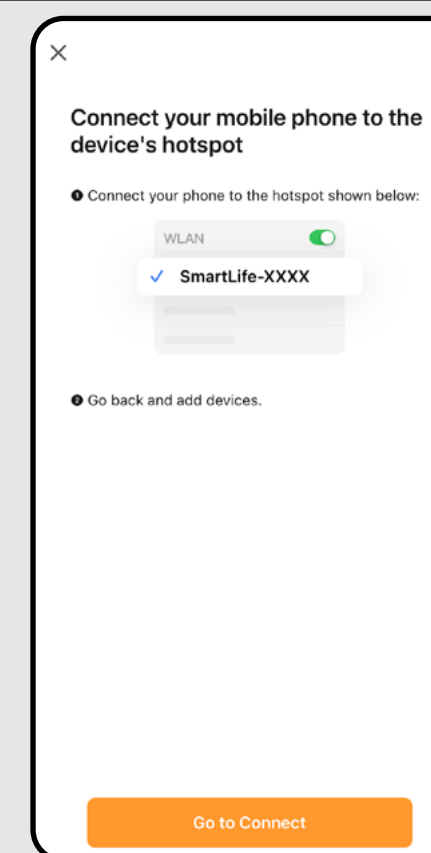 Connect your mobile phone to the
device's hotspot
❶ Connect your phone to the hotspot shown below:
WLAN
✓ SmartLife-XXXX
❷ Go back and add devices.
Go to Connect